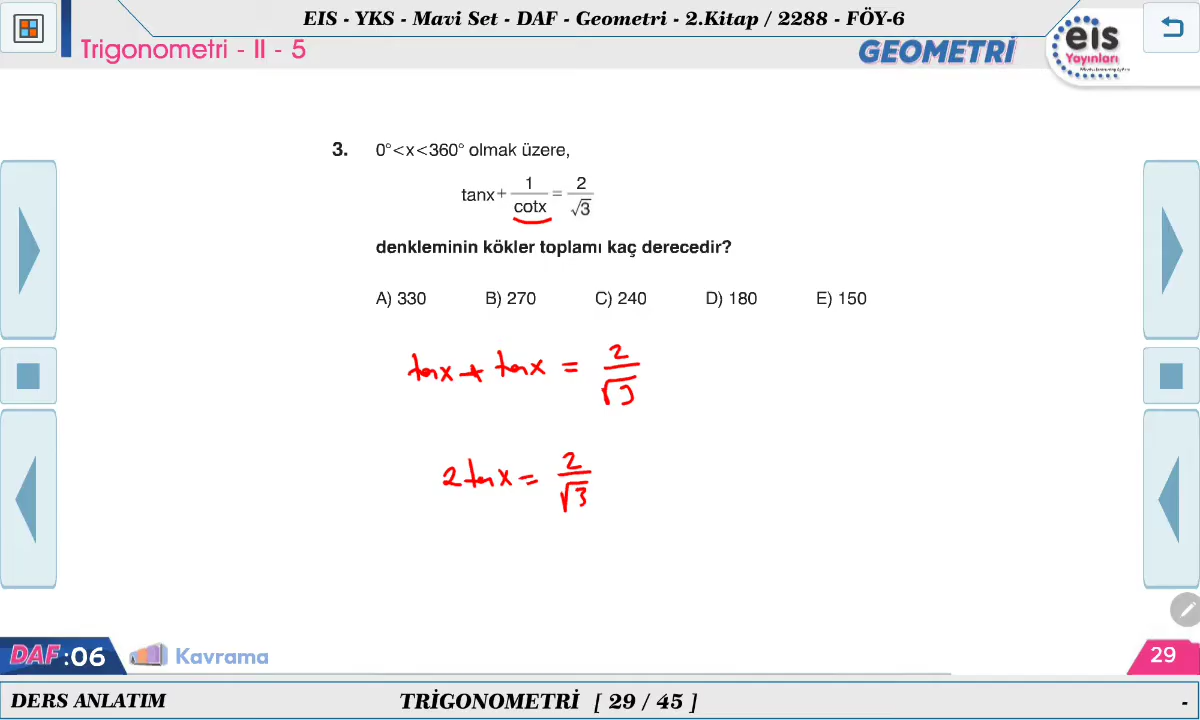 EIS - YKS - Mavi Set - DAF - Geometri - 2.Kitap / 2288 - FÖY-6
Trigonometri - II - 5
GEOMETRİ
eis
Yayınları
3. 0°<x<360° olmak üzere,
tanx + 1/cotx = 2/√3
denkleminin kökler toplamı kaç derecedir?
A) 330 B) 270 C) 240 D) 180 E) 150
tanx + tanx = 2/√3
2tanx = 2/√3
DAF :06 Kavrama
29
DERS ANLATIM TRİGONOMETRİ [ 29 / 45 ] -